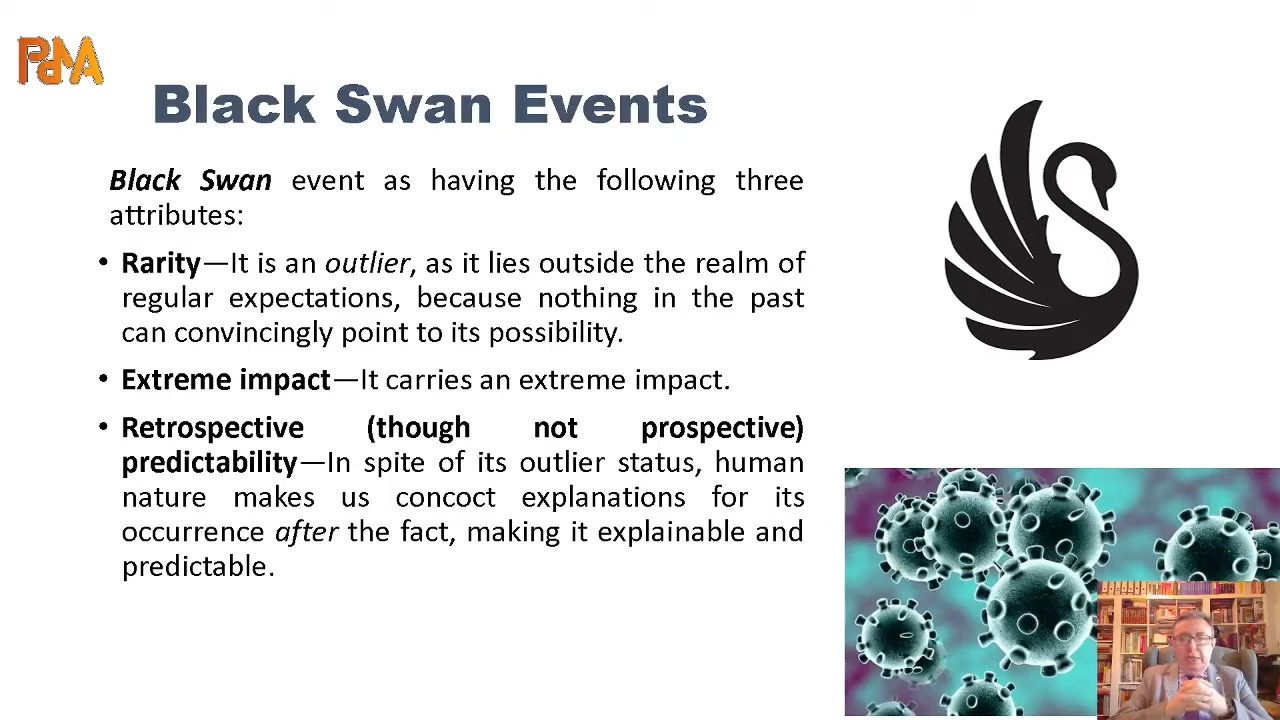 PdMA
Black Swan Events
Black Swan event as having the following three
attributes:
• Rarity—It is an outlier, as it lies outside the realm of
regular expectations, because nothing in the past
can convincingly point to its possibility.
• Extreme impact—It carries an extreme impact.
• Retrospective (though not prospective)
predictability—In spite of its outlier status, human
nature makes us concoct explanations for its
occurrence after the fact, making it explainable and
predictable.